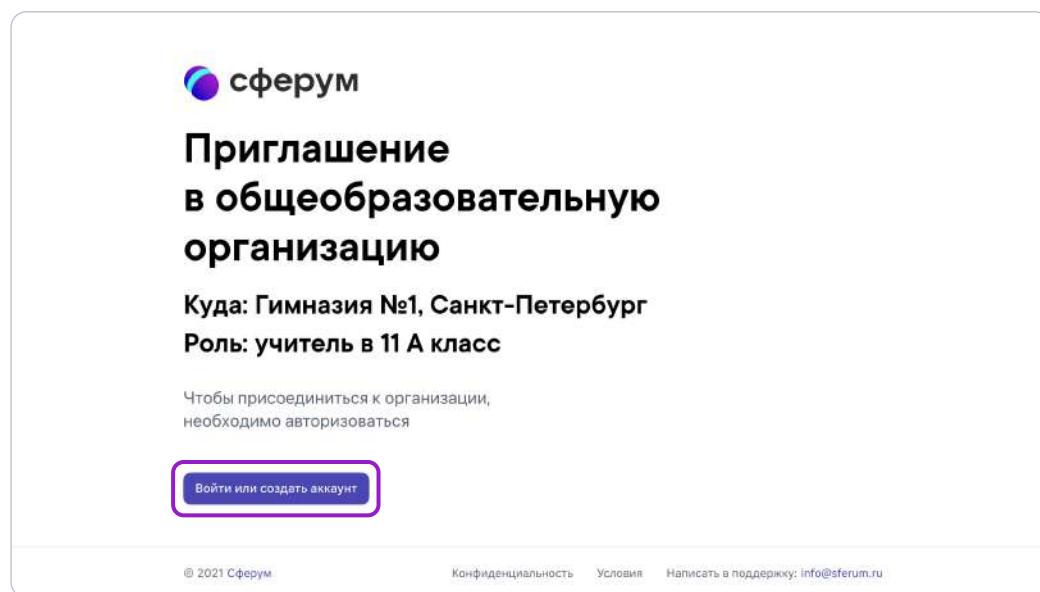 сферум
Приглашение
в общеобразовательную
организацию
Куда: Гимназия №1, Санкт-Петербург
Роль: учитель в 11 А класс
Чтобы присоединиться к организации,
необходимо авторизоваться
Войти или создать аккаунт
© 2021 Сферум Конфиденциальность Условия Написать в поддержку: info@sferum.ru